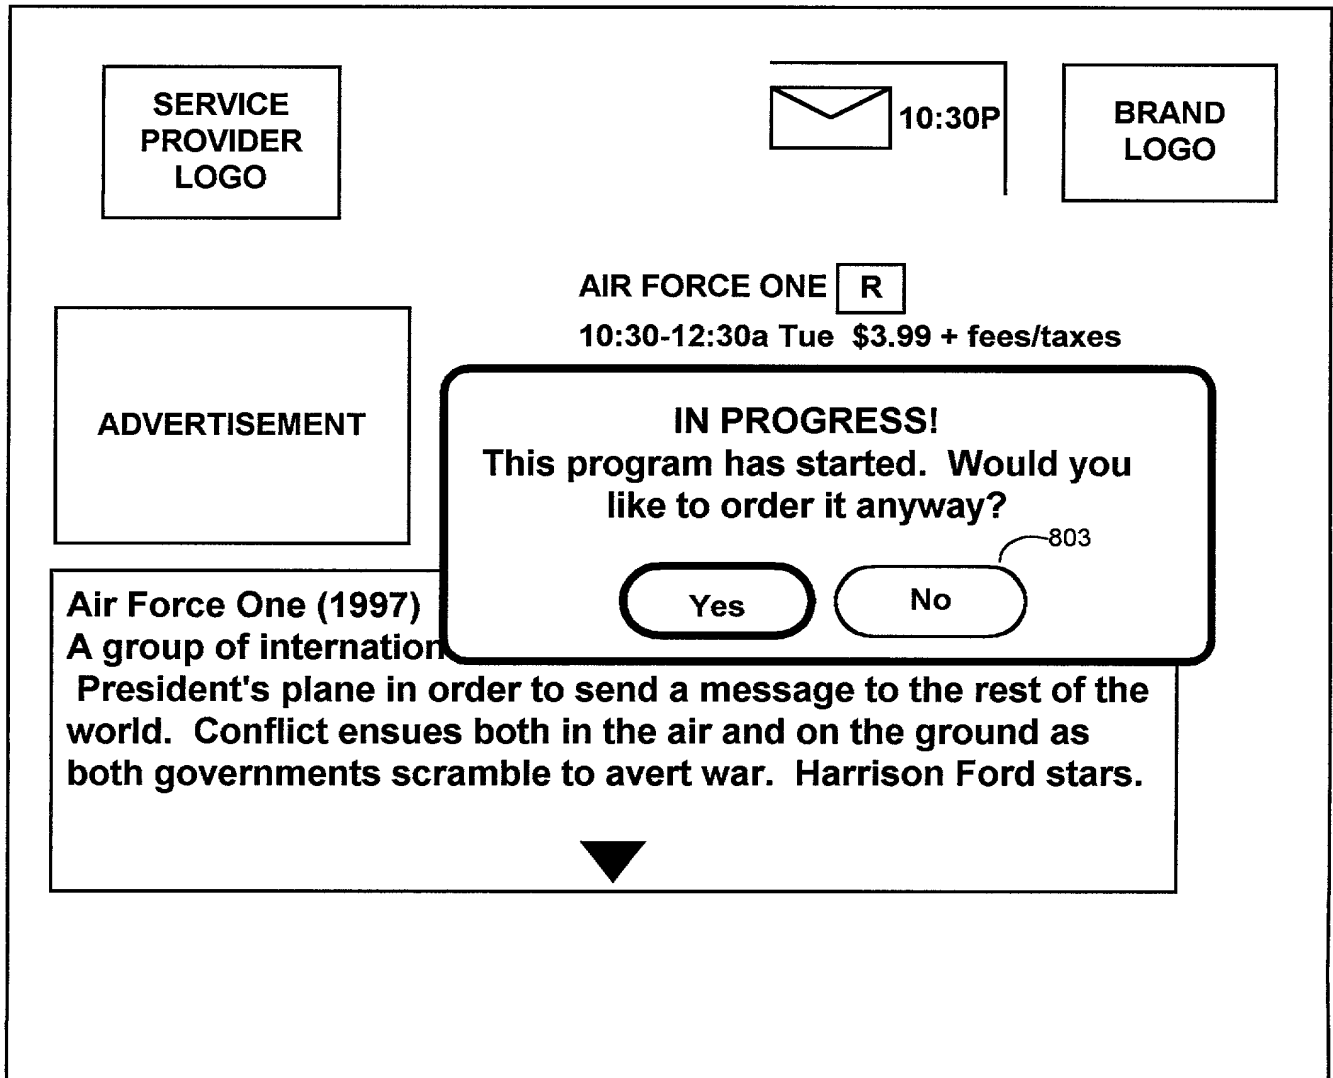 SERVICE
PROVIDER
LOGO
10:30P
BRAND
LOGO
AIR FORCE ONE R
10:30-12:30a Tue $3.99 + fees/taxes
ADVERTISEMENT
IN PROGRESS!
This program has started. Would you
like to order it anyway?
803
Yes
No
Air Force One (1997)
A group of internation
President's plane in order to send a message to the rest of the
world. Conflict ensues both in the air and on the ground as
both governments scramble to avert war. Harrison Ford stars.